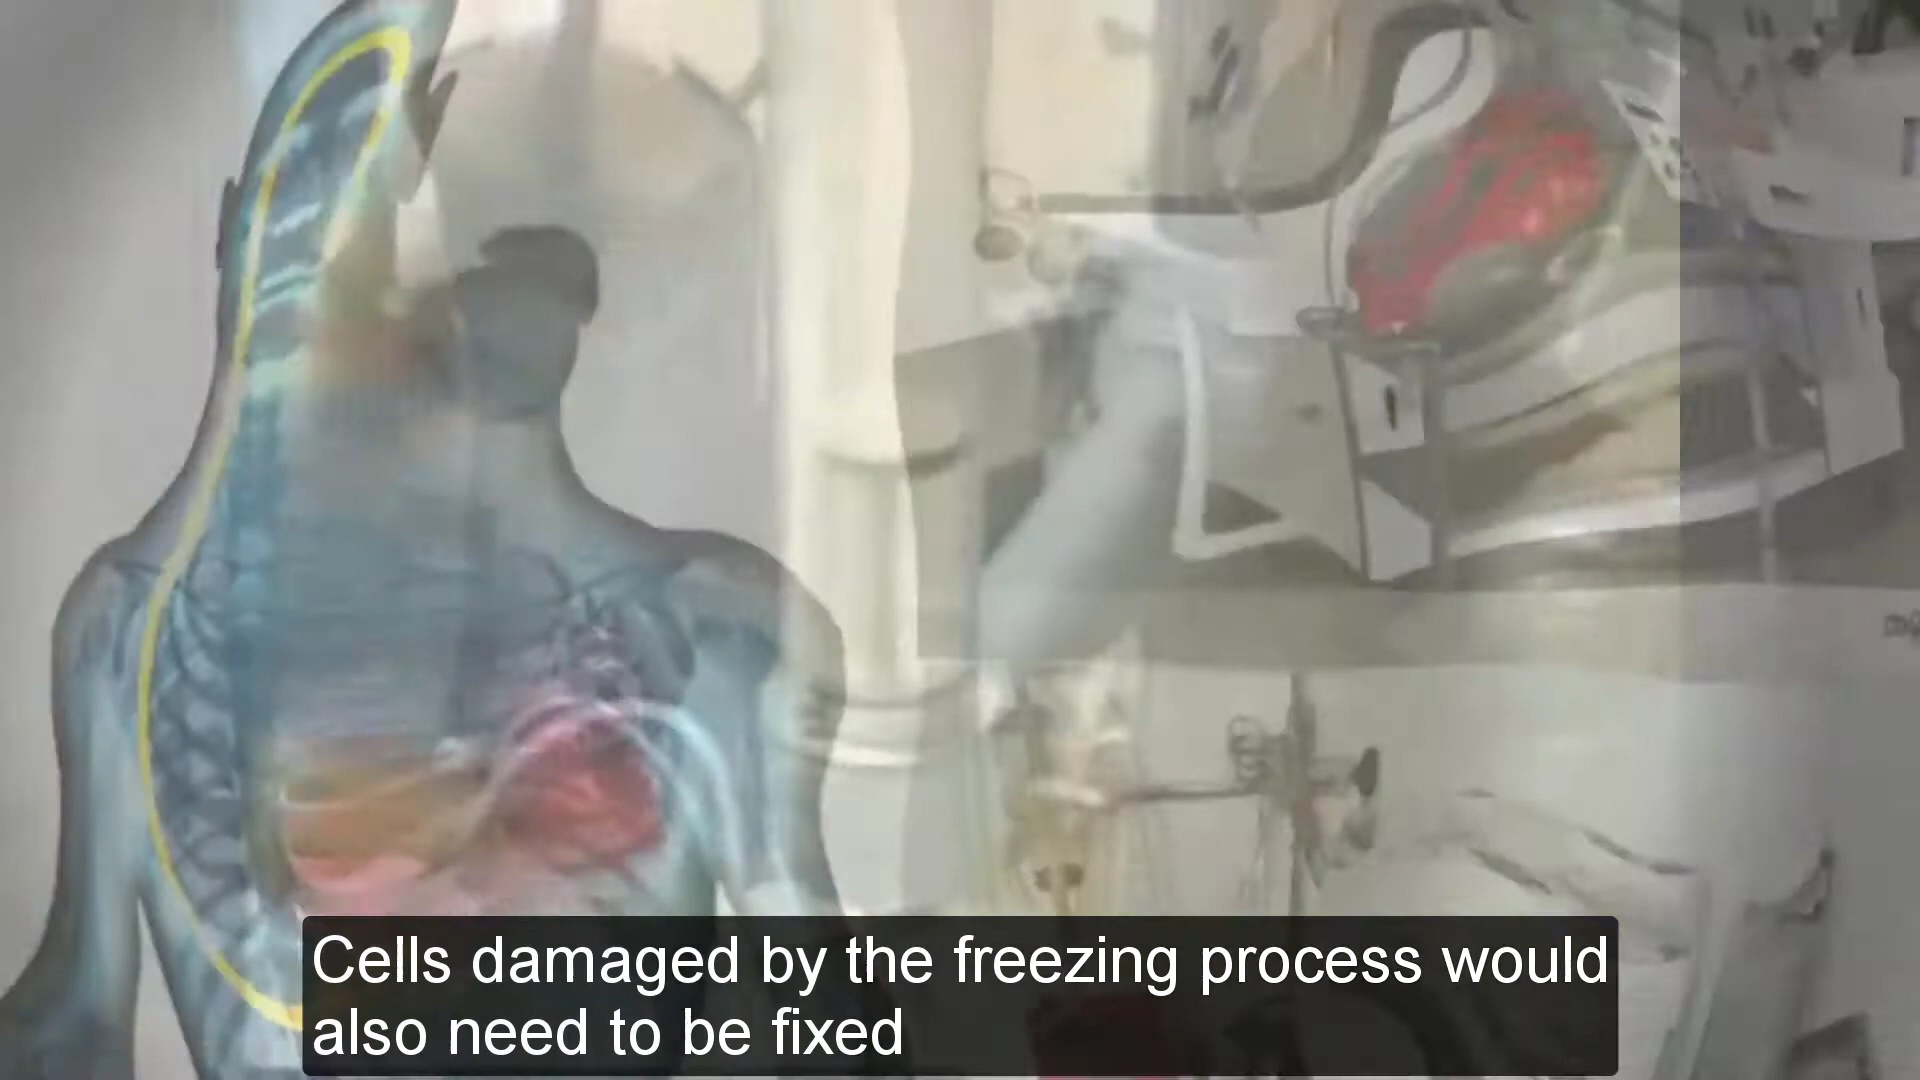 Cells damaged by the freezing process would
also need to be fixed